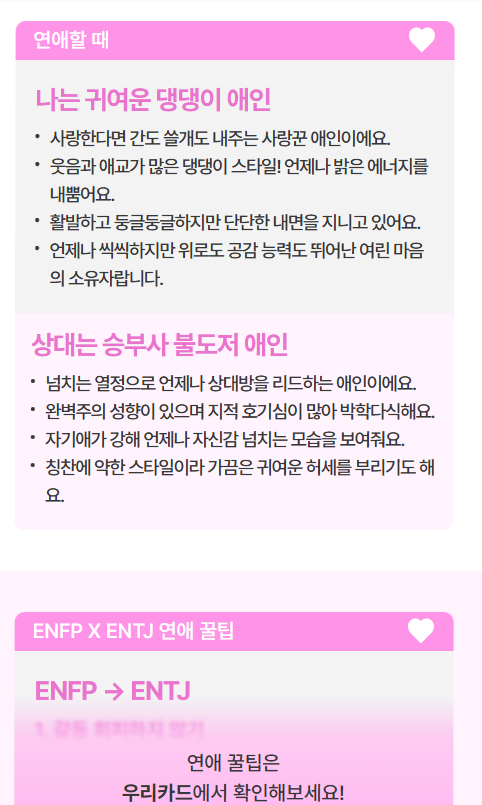 연애할 때
나는 귀여운 댕댕이 애인
• 사랑한다면 간도 쓸개도 내주는 사랑꾼 애인이에요.
• 웃음과 애교가 많은 댕댕이 스타일! 언제나 밝은 에너지를
내뿜어요.
• 활발하고 둥글둥글하지만 단단한 내면을 지니고 있어요.
• 언제나 씩씩하지만 위로도 공감 능력도 뛰어난 여린 마음
의 소유자랍니다.
상대는 승부사 불도저 애인
• 넘치는 열정으로 언제나 상대방을 리드하는 애인이에요.
• 완벽주의 성향이 있으며 지적 호기심이 많아 박학다식해요.
• 자기애가 강해 언제나 자신감 넘치는 모습을 보여줘요.
• 칭찬에 약한 스타일이라 가끔은 귀여운 허세를 부리기도 해
요.
ENFP X ENTJ 연애 꿀팁
ENFP → ENTJ
1. 갈등 회피하지 않기
연애 꿀팁은
우리카드에서 확인해보세요!